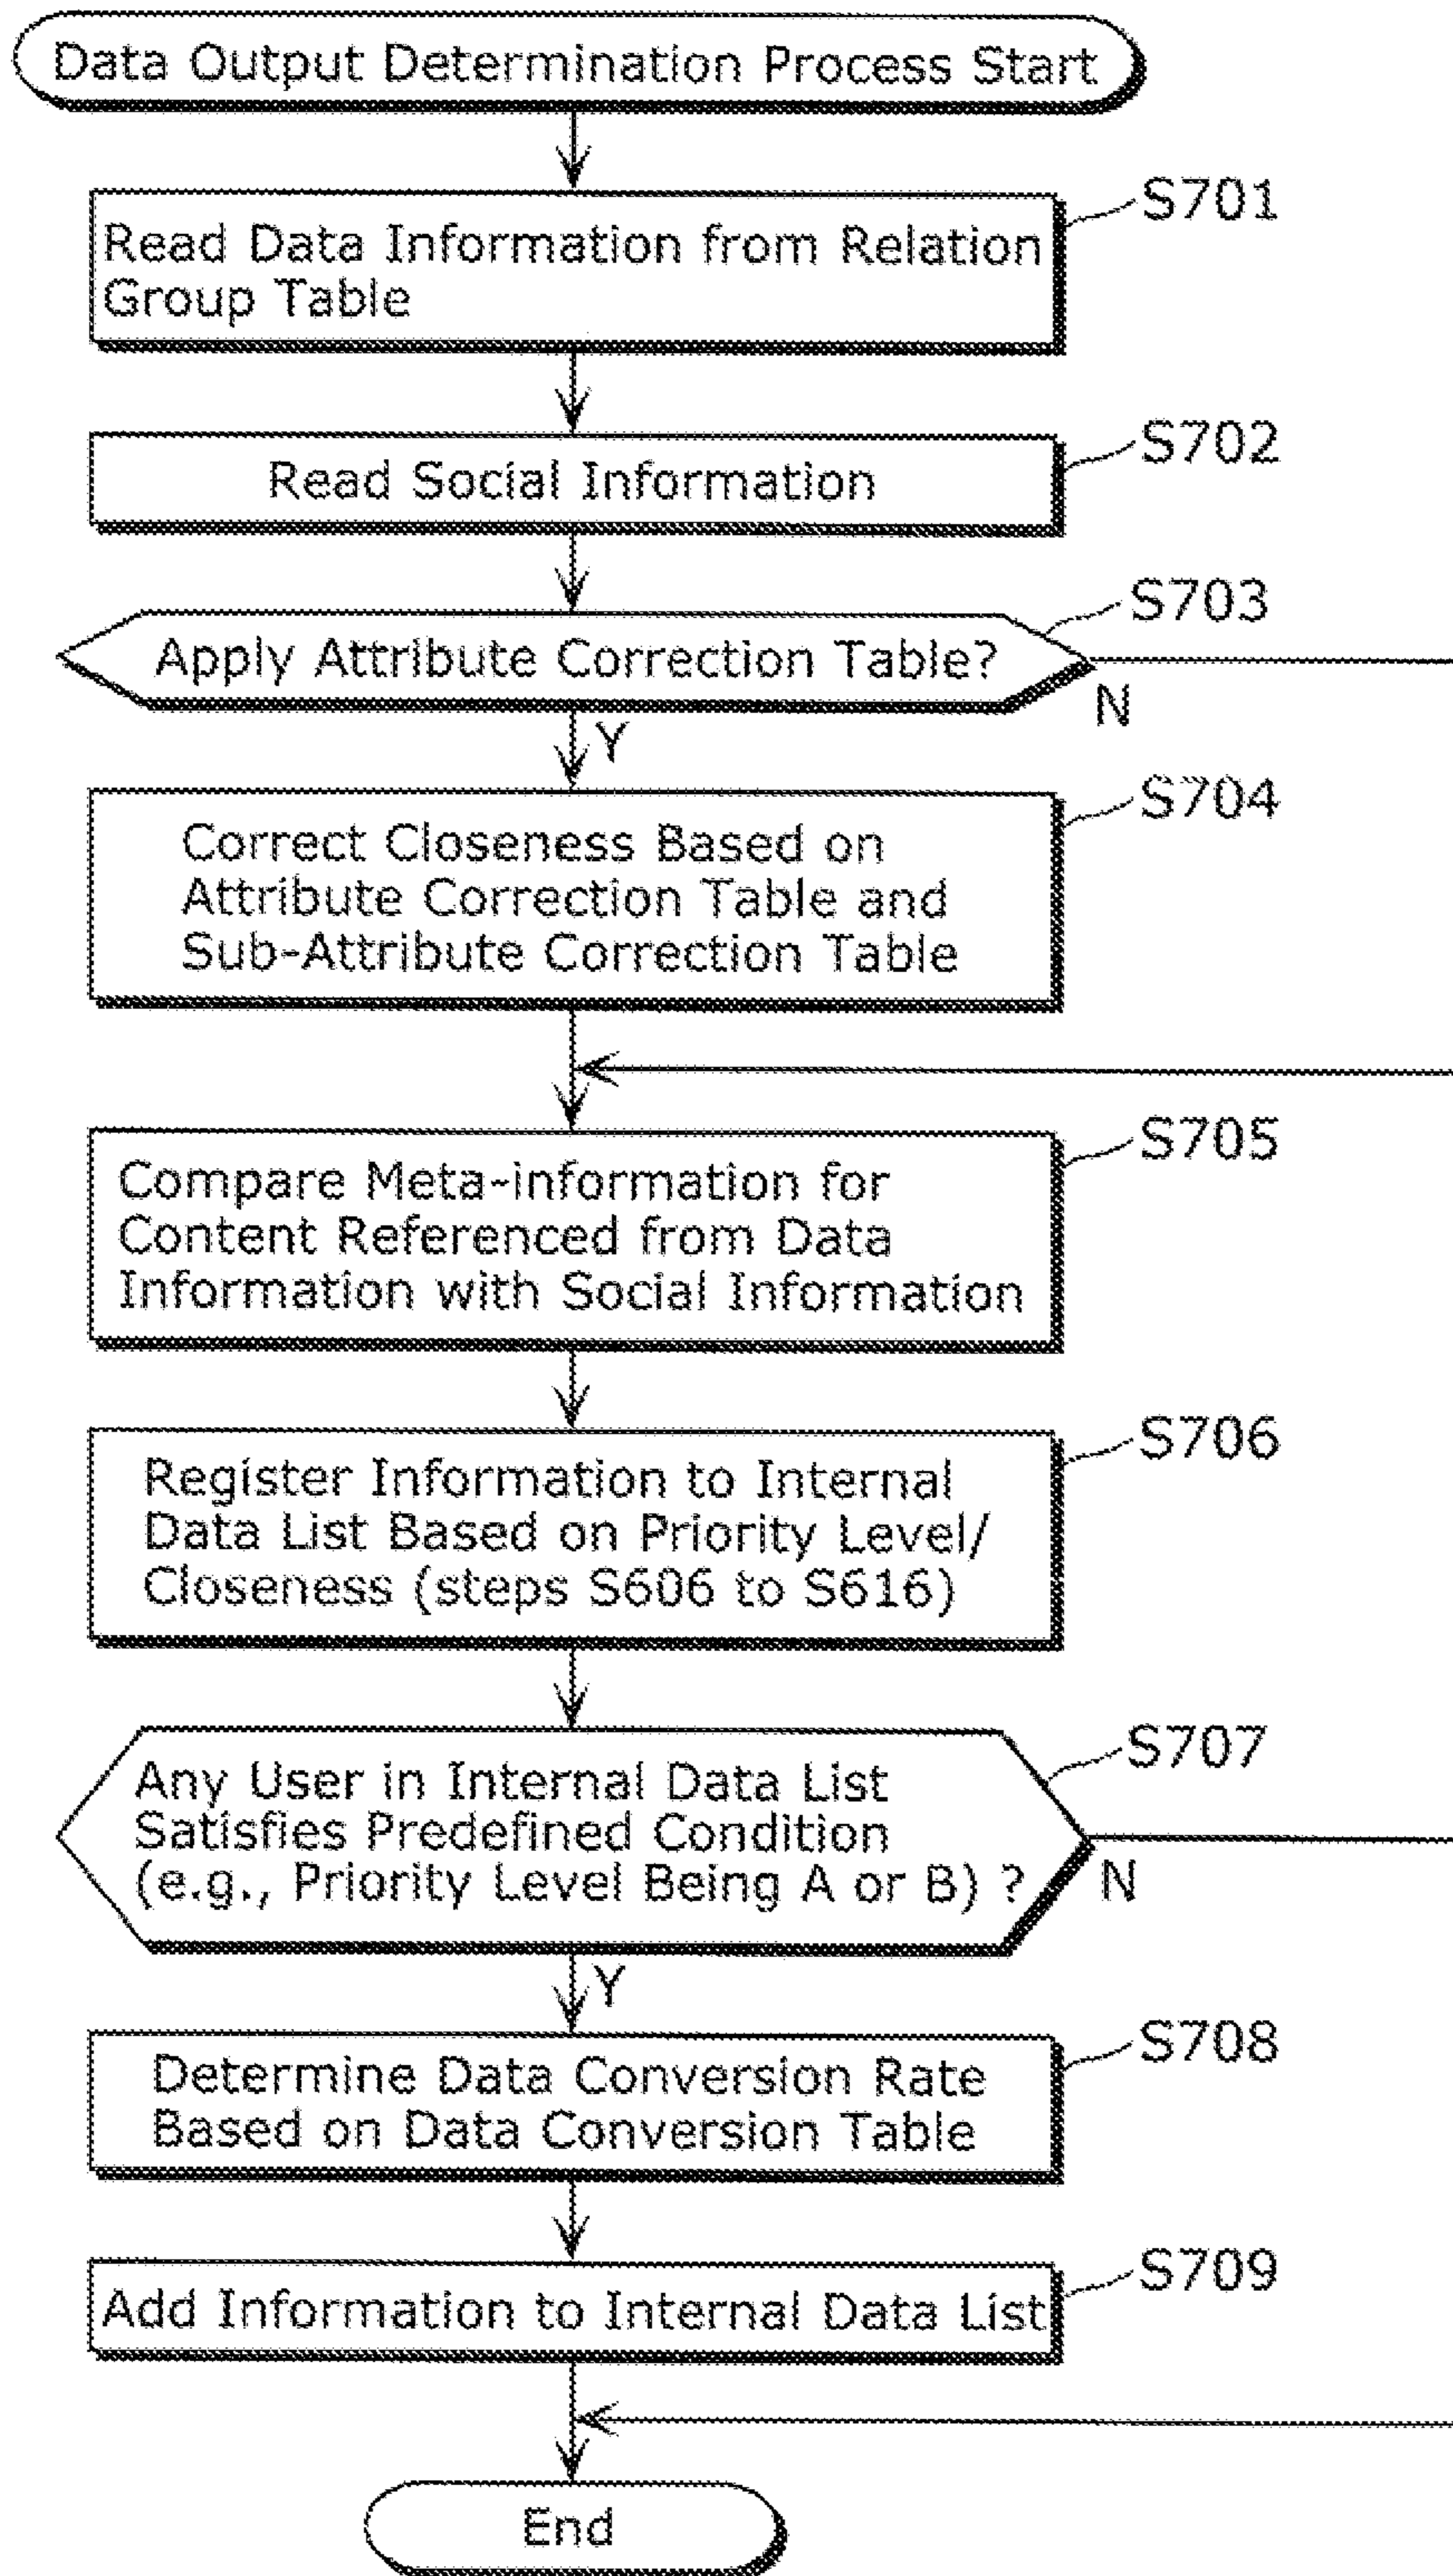 Data Output Determination Process Start
S701
Read Data Information from Relation
Group Table
S702
Read Social Information
S703
Apply Attribute Correction Table?
N
Y
S704
Correct Closeness Based on
Attribute Correction Table and
Sub-Attribute Correction Table
S705
Compare Meta-information for
Content Referenced from Data
Information with Social Information
S706
Register Information to Internal
Data List Based on Priority Level/
Closeness (steps S606 to S616)
S707
Any User in Internal Data List
Satisfies Predefined Condition
(e.g., Priority Level Being A or B) ?
N
Y
S708
Determine Data Conversion Rate
Based on Data Conversion Table
S709
Add Information to Internal Data List
End